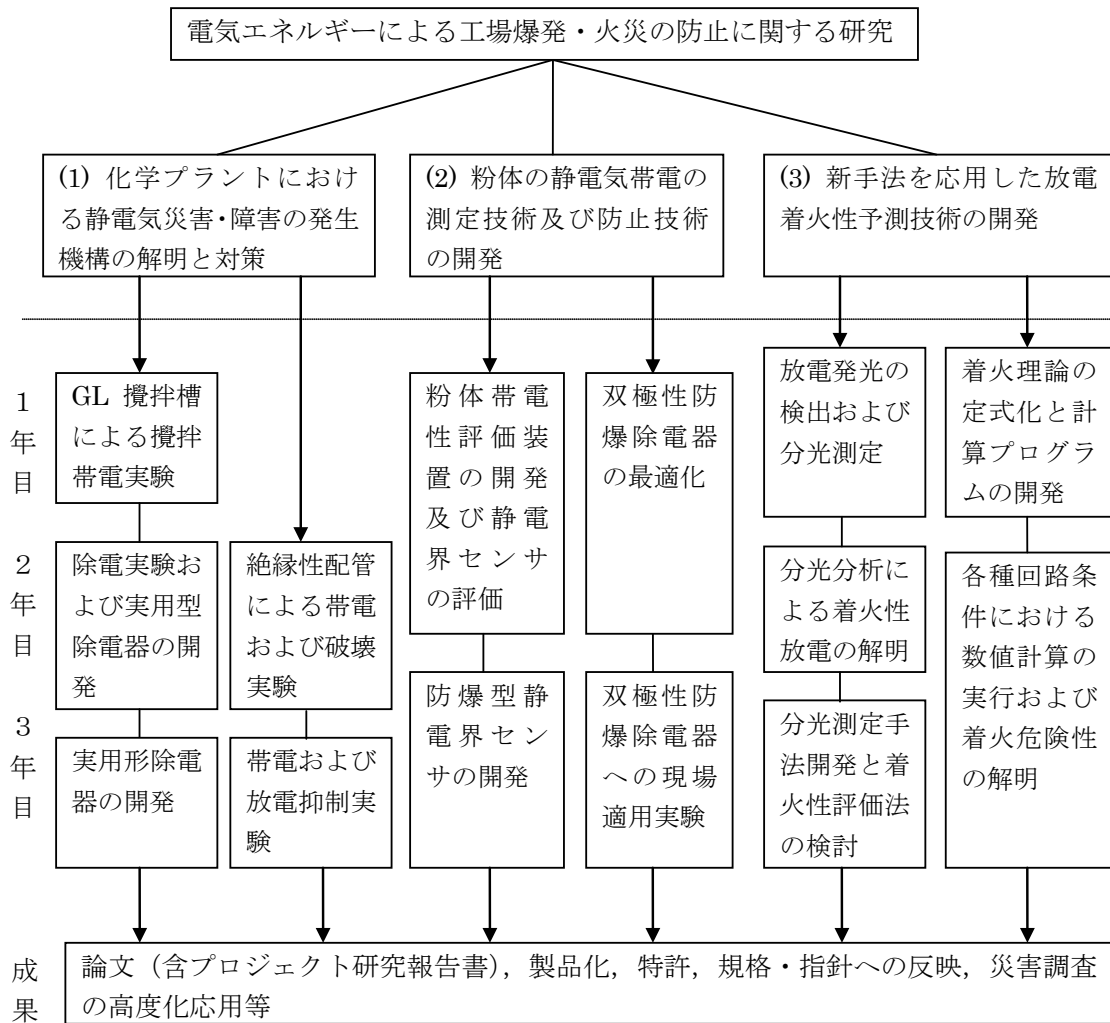 電気エネルギーによる工場爆発・火災の防止に関する研究
(1) 化学プラントにおけ
る静電気災害・障害の発生
機構の解明と対策
(2) 粉体の静電気帯電の
測定技術及び防止技術
の開発
(3) 新手法を応用した放電
着火性予測技術の開発
1
年
目
GL 攪拌槽
による攪拌
帯電実験
粉体帯電
性評価装
置の開発
及び静電
界センサ
の評価
双極性防
爆除電器
の最適化
放電発光の
検出および
分光測定
着火理論の
定式化と計
算プログラ
ムの開発
2
年
目
除電実験お
よび実用型
除電器の開
発
絶縁性配管
による帯電
および破壊
実験
分光分析に
よる着火性
放電の解明
各種回路条
件における
数値計算の
実行および
着火危険性
の解明
3
年
目
実用形除電
器の開発
帯電および
放電抑制実
験
防爆型静
電界セン
サの開発
双極性防
爆除電器
への現場
適用実験
分光測定手
法開発と着
火性評価法
の検討
成
果
論文（含プロジェクト研究報告書），製品化，特許，規格・指針への反映，災害調査
の高度化応用等